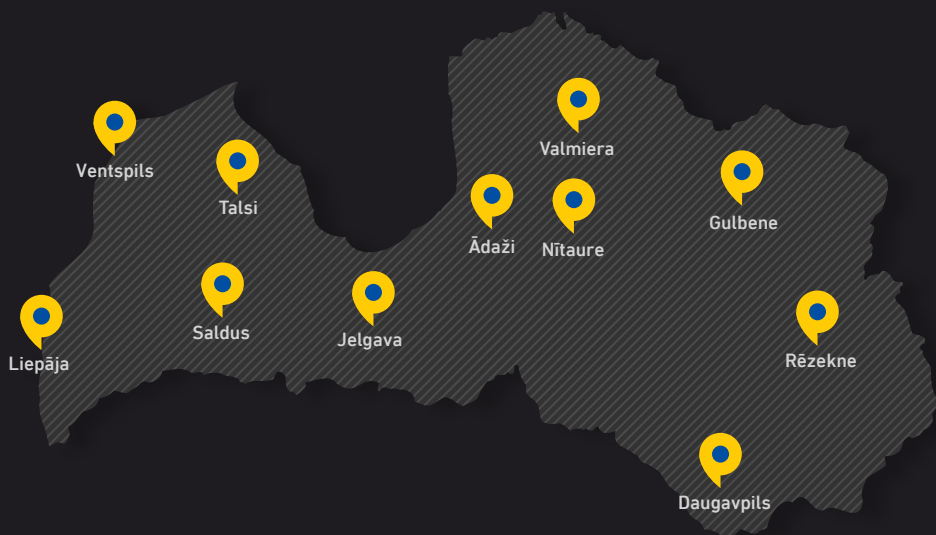 Valmiera
Ventspils
Talsi
Gulbene
Ādaži
Nītaure
Saldus
Jelgava
Rēzekne
Liepāja
Daugavpils